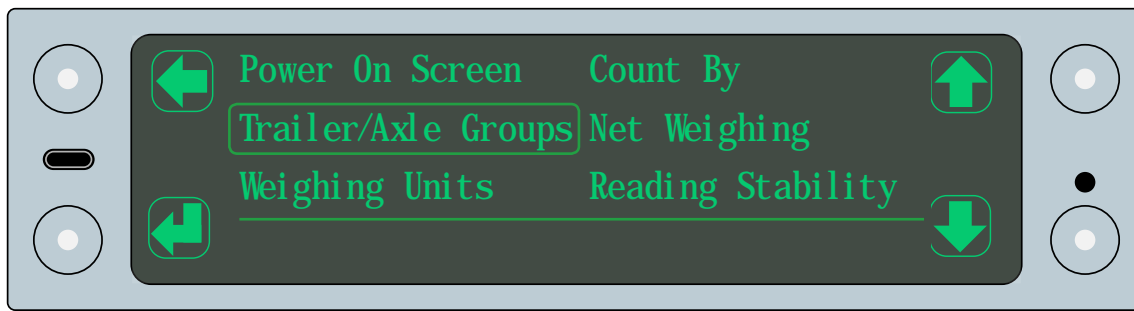 Power On Screen Count By
Trailer/Axle Groups Net Weighing
Weighing Units Reading Stability